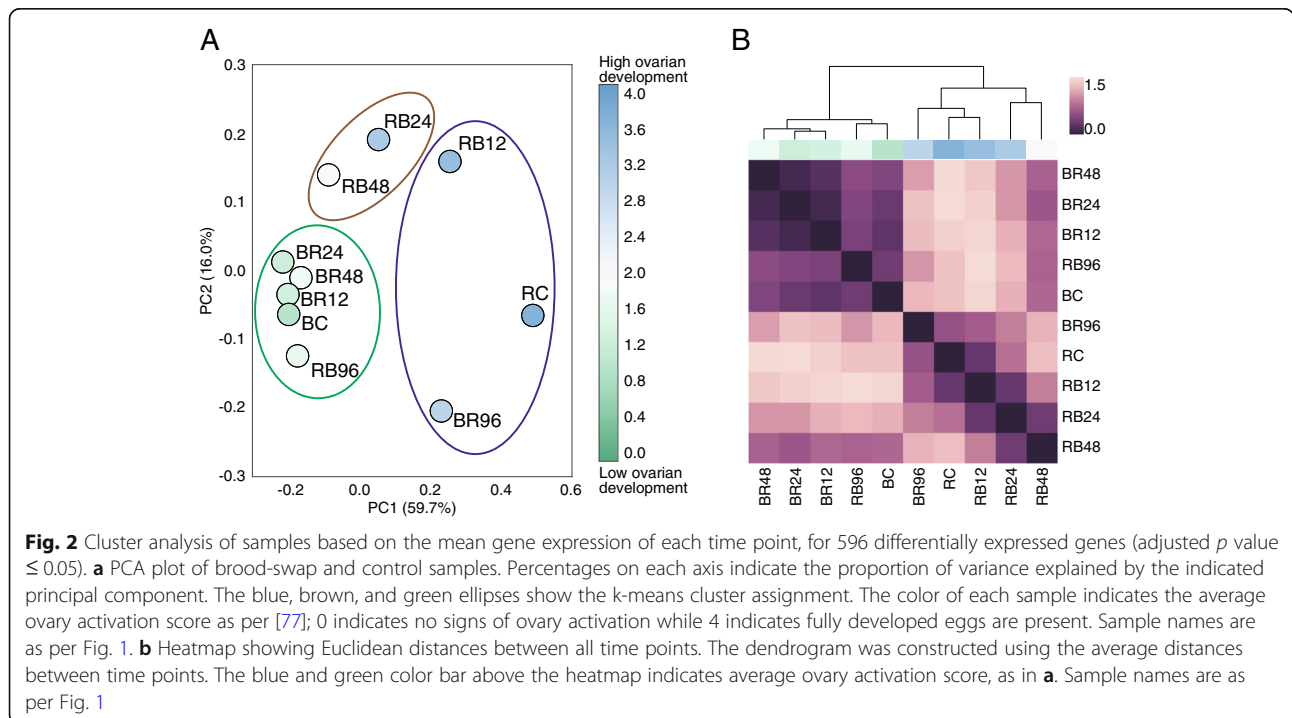 A
High ovarian
development
0.3
0.2
0.1
0.0
-0.1
-0.2
-0.3
PC2 (16.0%)
-0.2
0.0
0.2
0.4
0.6
PC1 (59.7%)
RB24
RB48
RB12
BR24
BR48
BR12
BC
RB96
RC
BR96
4.0
3.6
3.2
2.8
2.4
2.0
1.6
1.2
0.8
0.4
0.0
Low ovarian
development
B
1.5
0.0
BR48
BR24
BR12
RB96
BC
BR96
RC
RB12
RB24
RB48
BR48
BR24
BR12
RB96
BC
BR96
RC
RB12
RB24
RB48
Fig. 2 Cluster analysis of samples based on the mean gene expression of each time point, for 596 differentially expressed genes (adjusted p value
≤ 0.05). a PCA plot of brood-swap and control samples. Percentages on each axis indicate the proportion of variance explained by the indicated
principal component. The blue, brown, and green ellipses show the k-means cluster assignment. The color of each sample indicates the average
ovary activation score as per [77]; 0 indicates no signs of ovary activation while 4 indicates fully developed eggs are present. Sample names are
as per Fig. 1. b Heatmap showing Euclidean distances between all time points. The dendrogram was constructed using the average distances
between time points. The blue and green color bar above the heatmap indicates average ovary activation score, as in a. Sample names are as
per Fig. 1